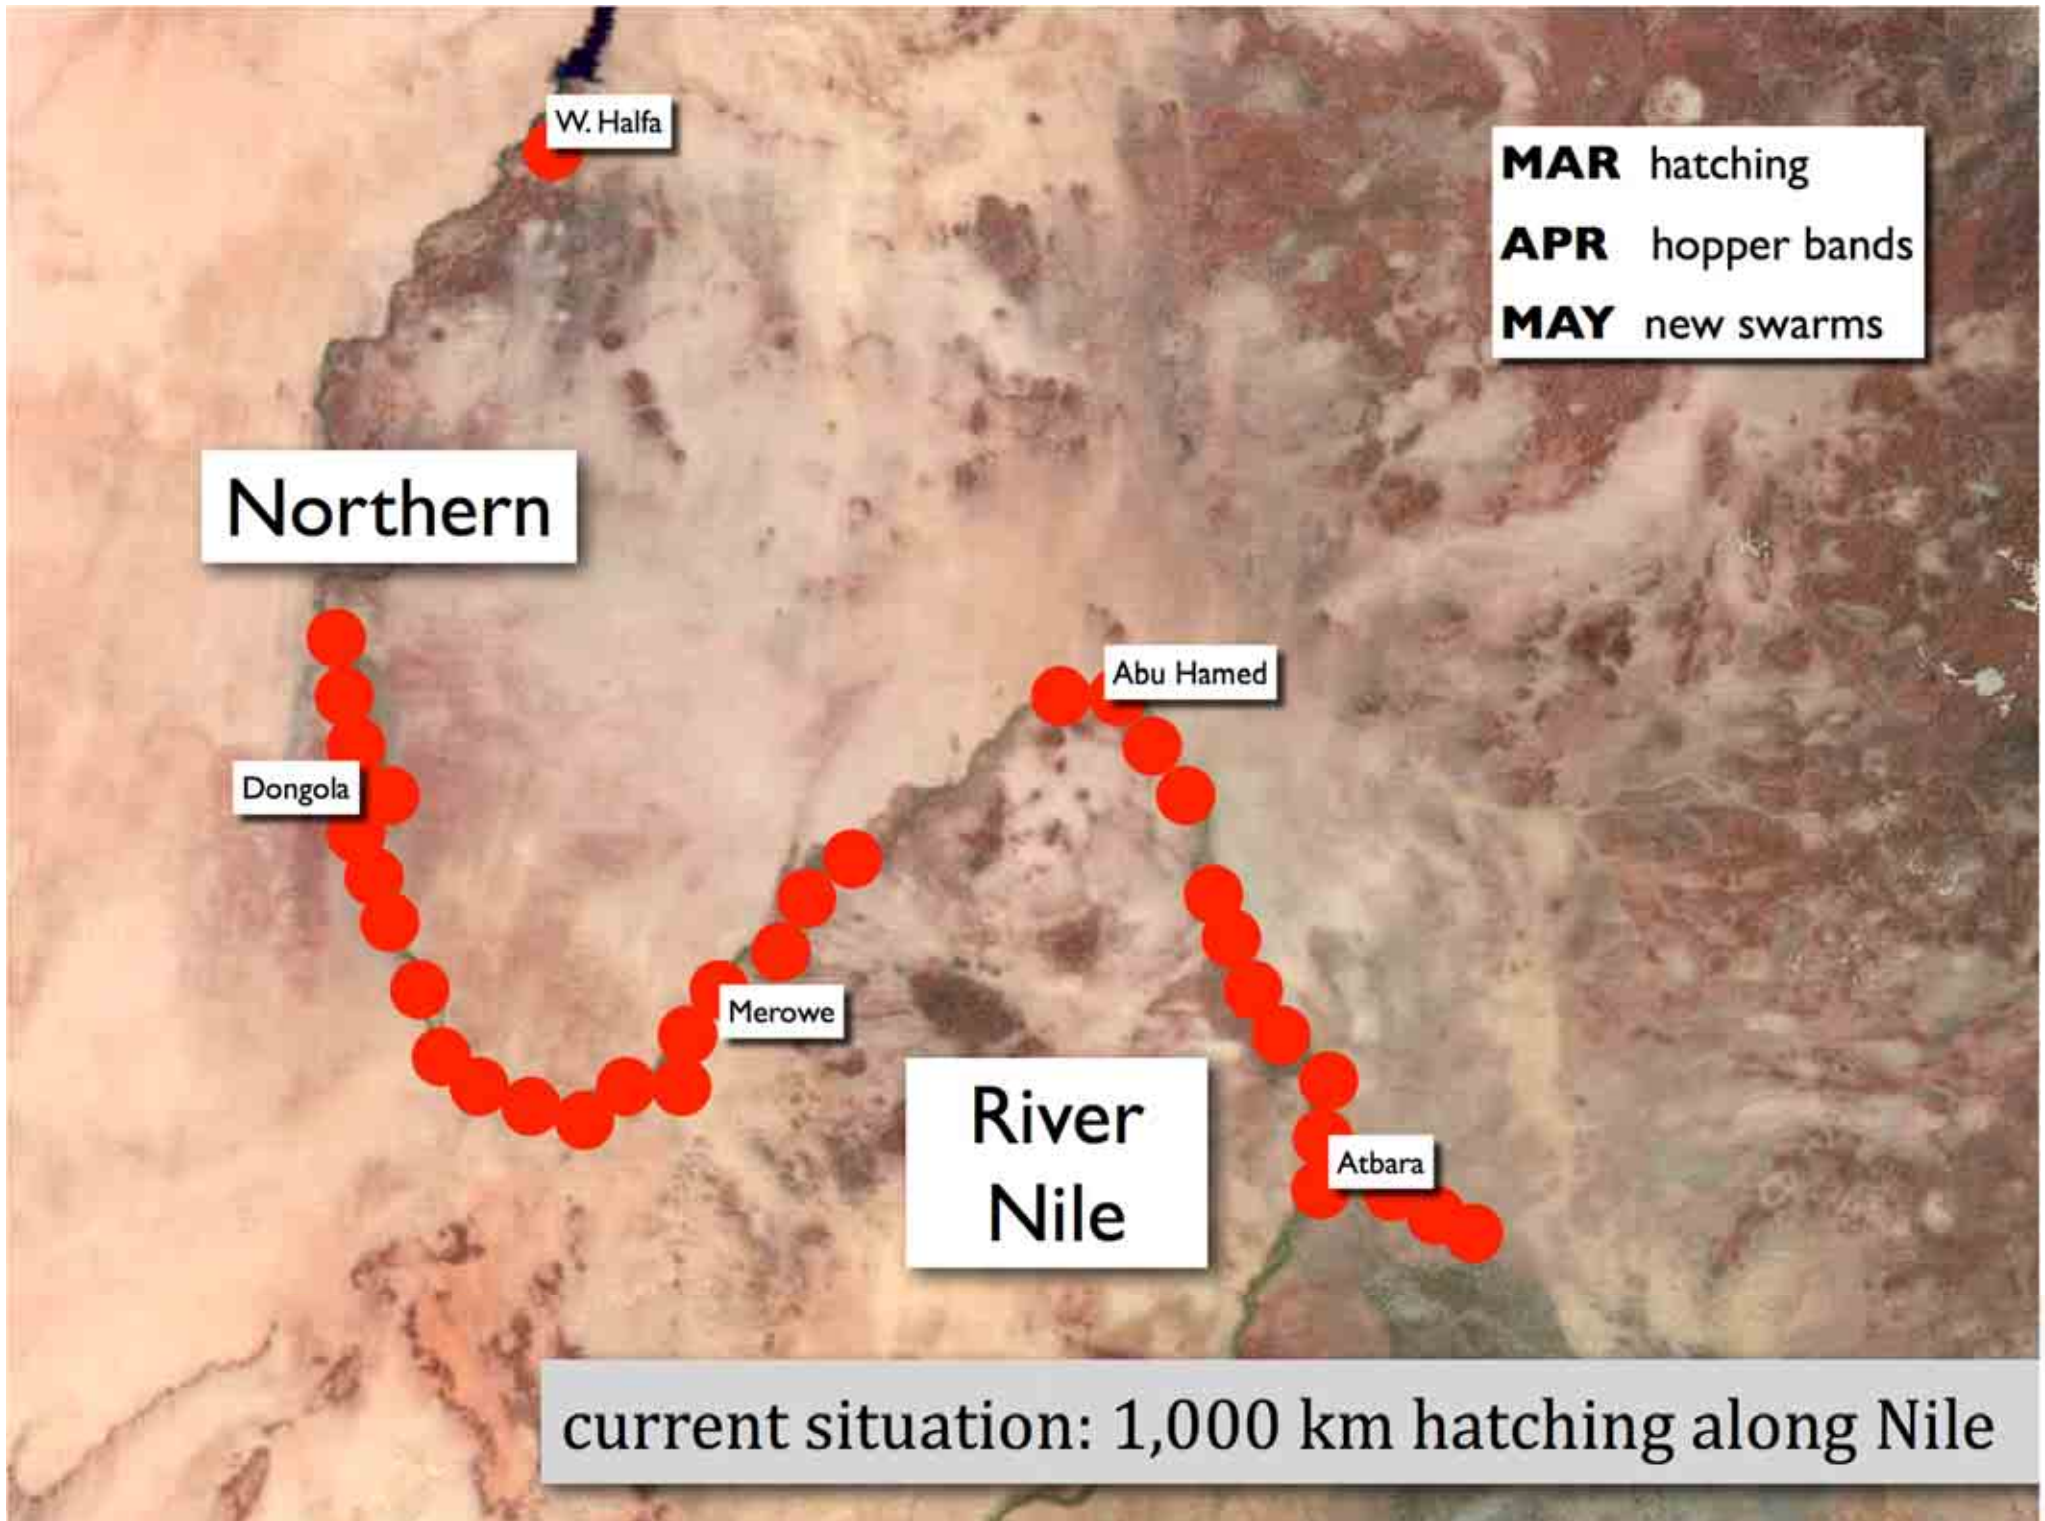 W. Halfa
MAR hatching
APR hopper bands
MAY new swarms
Northern
Abu Hamed
Dongola
Merowe
River
Nile
Atbara
current situation: 1,000 km hatching along Nile